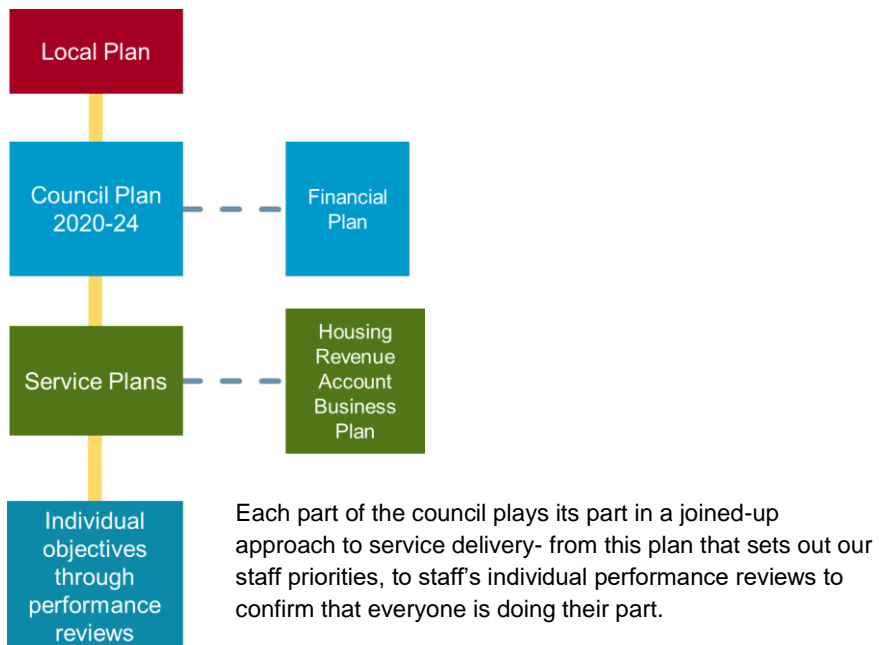 Local Plan
Council Plan
2020-24
Financial
Plan
Service Plans
Housing
Revenue
Account
Business
Plan
Individual
objectives
through
performance
reviews
Each part of the council plays its part in a joined-up
approach to service delivery- from this plan that sets out our
staff priorities, to staff's individual performance reviews to
confirm that everyone is doing their part.